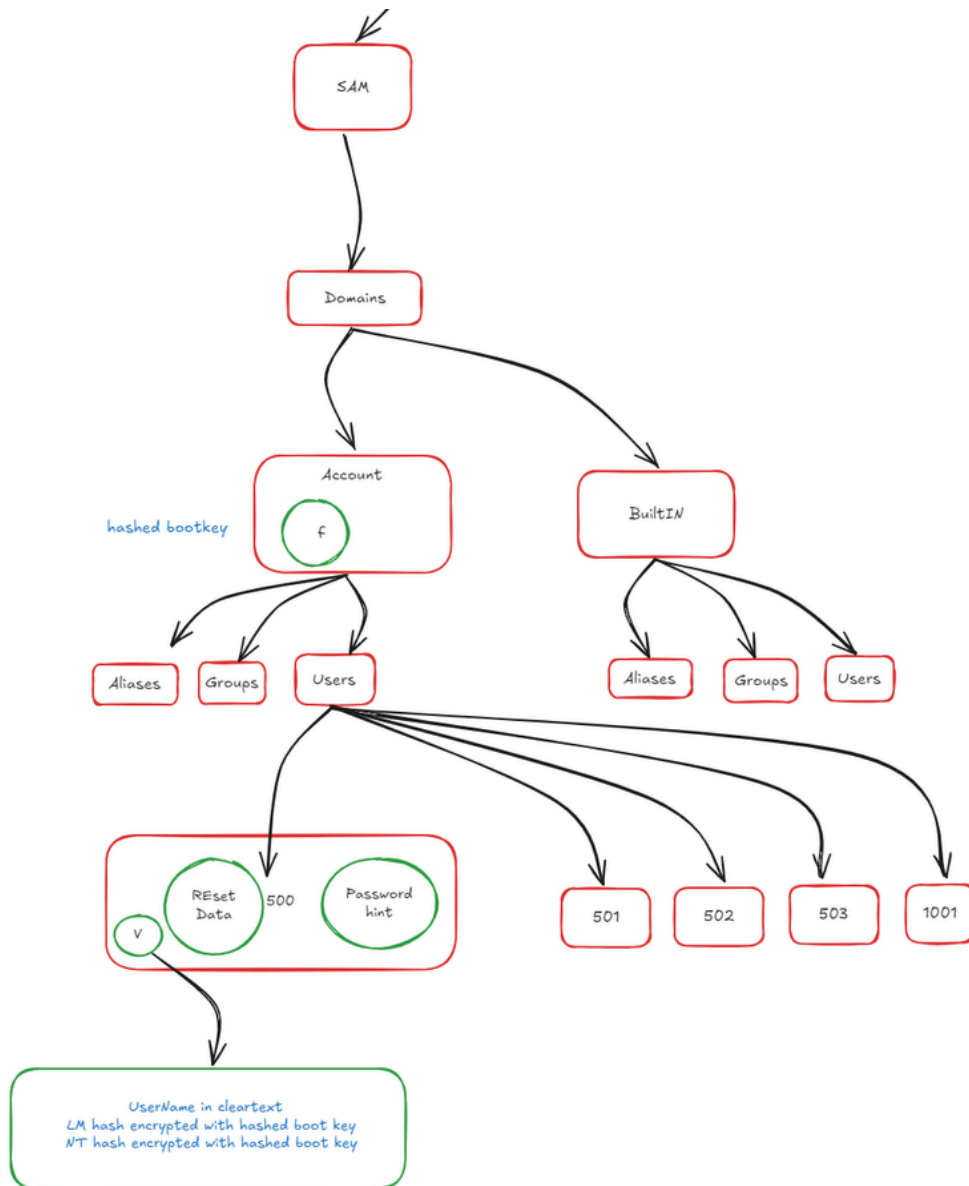 SAM
Domains
Account
f
hashed bootkey
BuiltIN
Aliases
Groups
Users
Aliases
Groups
Users
REset
Data
500
Password
hint
V
501
502
503
1001
UserName in cleartext
LM hash encrypted with hashed boot key
NT hash encrypted with hashed boot key